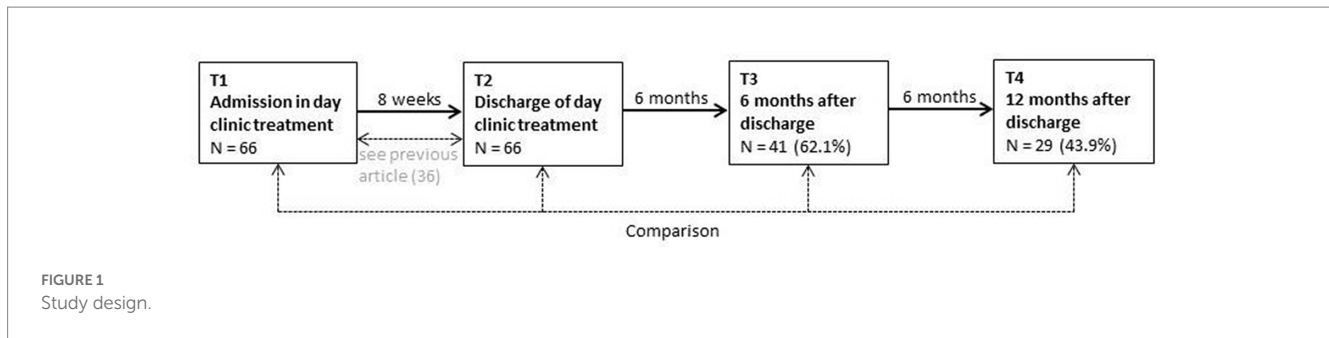 T1
Admission in day
clinic treatment
N = 66
8 weeks
see previous
article (36)
T2
Discharge of day
clinic treatment
N = 66
6 months
T3
6 months after
discharge
N = 41 (62.1%)
6 months
T4
12 months after
discharge
N = 29 (43.9%)
Comparison
FIGURE 1
Study design.